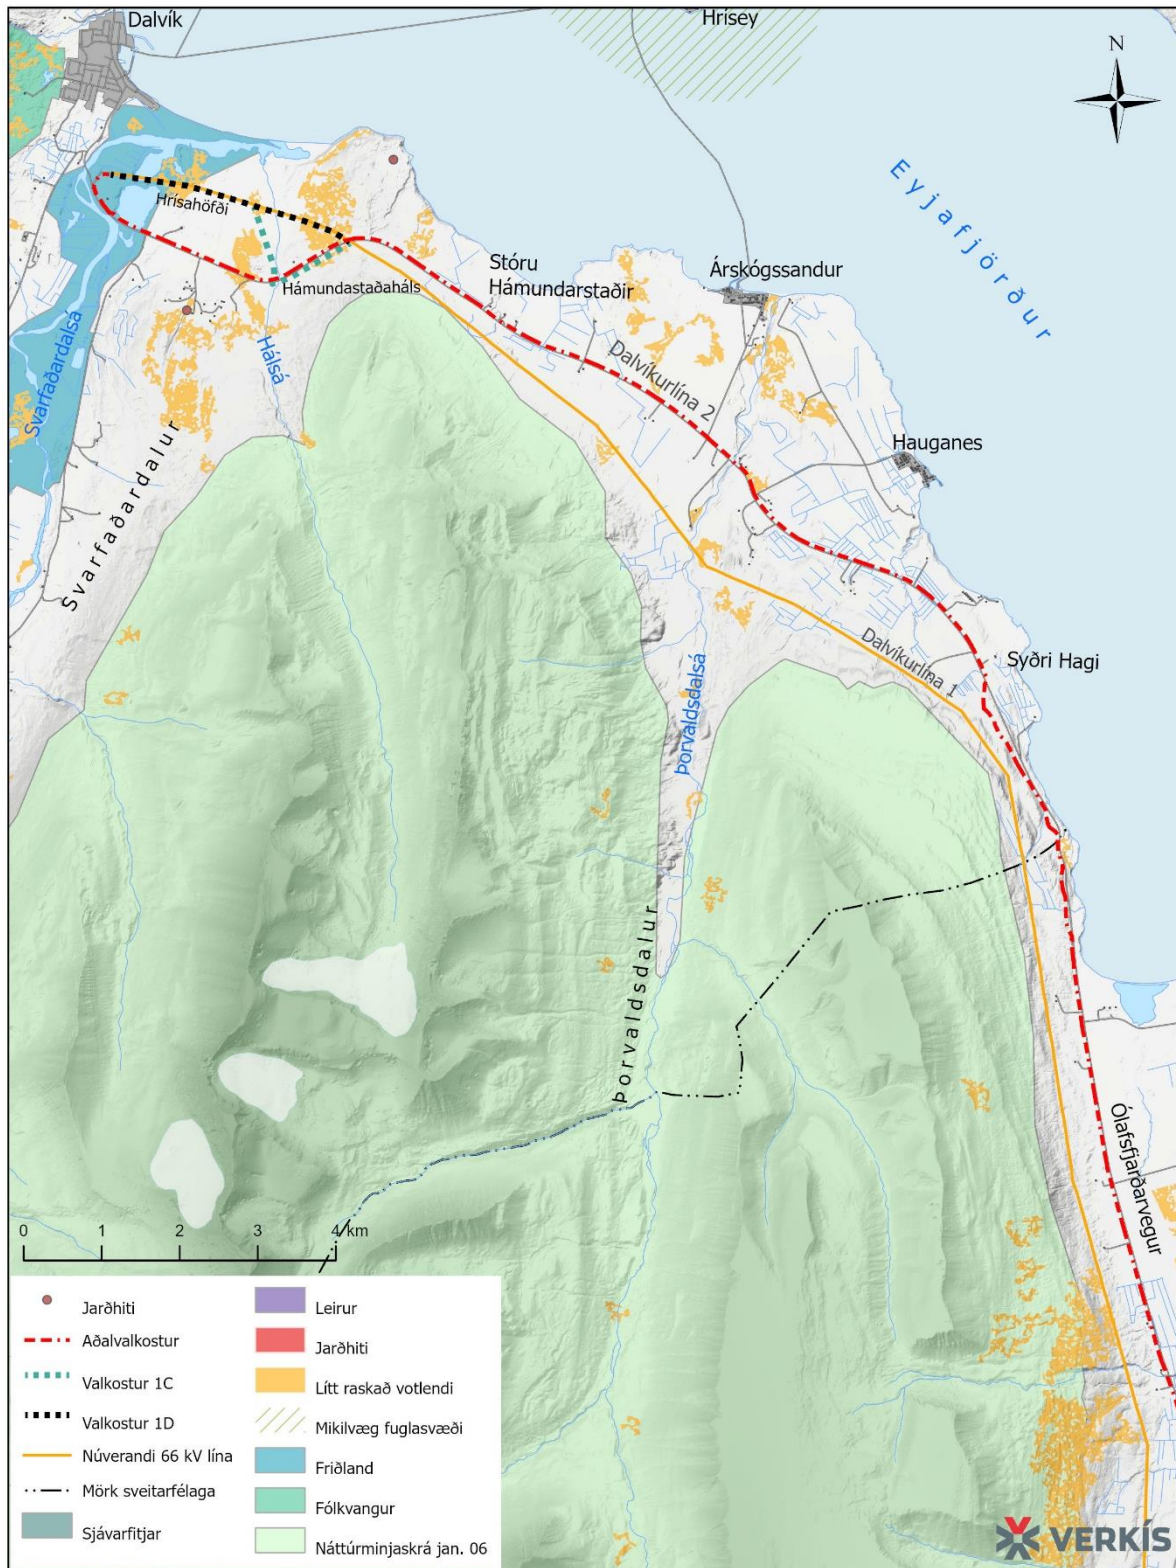 Dalvík
Hrísey
N
Eyjafjörður
Hrísahöfði
Stóru
Hámundarstaðir
Árskógssandur
Hámundastaðaháls
Svarfaðardalsá
Hálsá
Dalvíkurlína 2
Hauganes
Svarfaðardalur
Dalvíkurlína 1
Syðri Hagi
Þorvaldsdalsá
Þorvaldsdalur
Ólafsfjarðarvegur
0 1 2 3 4 km
Jarðhiti
Aðalvalkostur
Valkostur 1C
Valkostur 1D
Núverandi 66 kV lína
Mörk sveitarfélaga
Sjávarfitjar
Leirur
Jarðhiti
Lítt raskað votlendi
Mikilvæg fuglasvæði
Friðland
Fólkvangur
Náttúrminjaskrá jan. 06
VERKÍS